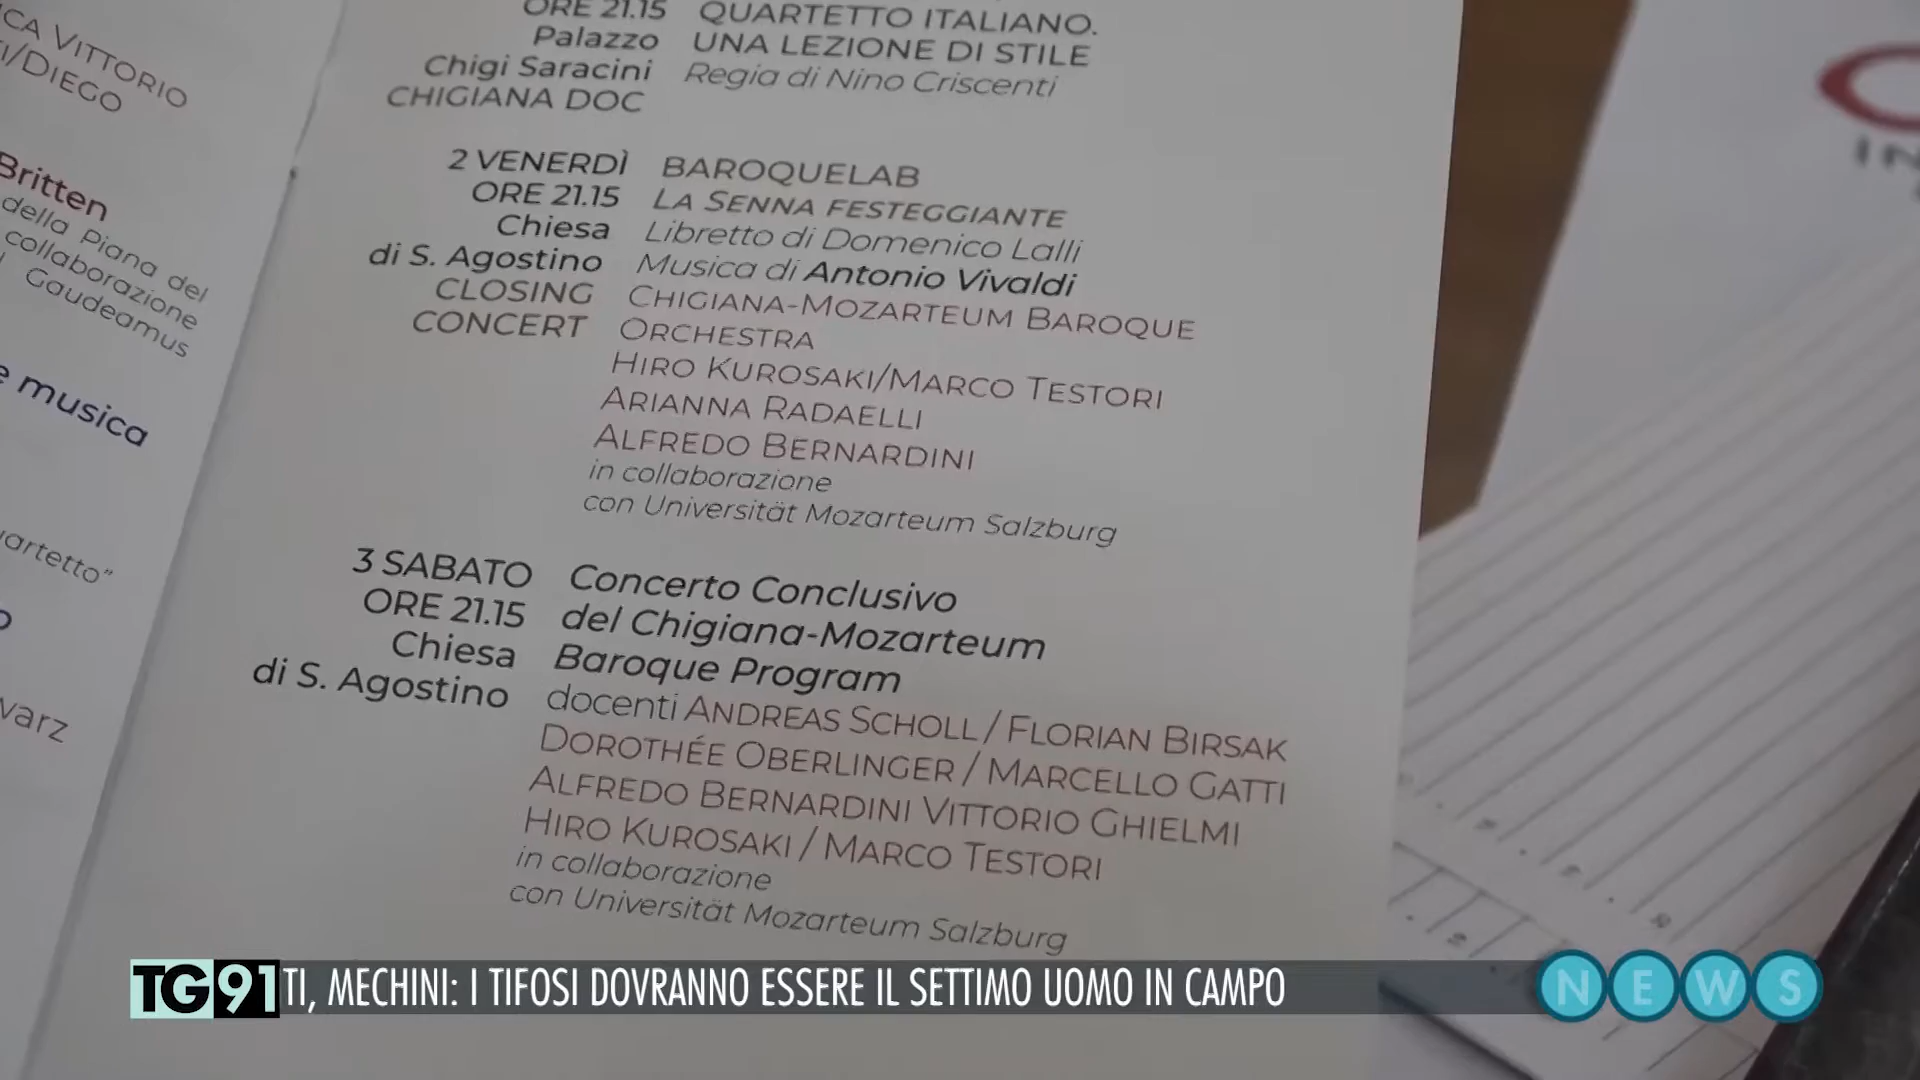 CA VITTORIO
I/DIEGO
Britten
della Piana del
collaborazione
Gaudeamus
e musica
uartetto”
o
varz
ORE 21.15 QUARTETTO ITALIANO.
Palazzo UNA LEZIONE DI STILE
Chigi Saracini Regia di Nino Criscenti
CHIGIANA DOC
2 VENERDÌ BAROQUELAB
ORE 21.15 LA SENNA FESTEGGIANTE
Chiesa Libretto di Domenico Lalli
di S. Agostino Musica di Antonio Vivaldi
CLOSING CHIGIANA-MOZARTEUM BAROQUE
CONCERT ORCHESTRA
HIRO KUROSAKI/MARCO TESTORI
ARIANNA RADAELLI
ALFREDO BERNARDINI
in collaborazione
con Universität Mozarteum Salzburg
3 SABATO Concerto Conclusivo
ORE 21.15 del Chigiana-Mozarteum
Chiesa Baroque Program
di S. Agostino docenti ANDREAS SCHOLL / FLORIAN BIRSAK
DOROTHÉE OBERLINGER / MARCELLO GATTI
ALFREDO BERNARDINI VITTORIO GHIELMI
HIRO KUROSAKI / MARCO TESTORI
in collaborazione
con Universität Mozarteum Salzburg
IN
TG91 TI, MECHINI: I TIFOSI DOVRANNO ESSERE IL SETTIMO UOMO IN CAMPO NEWS